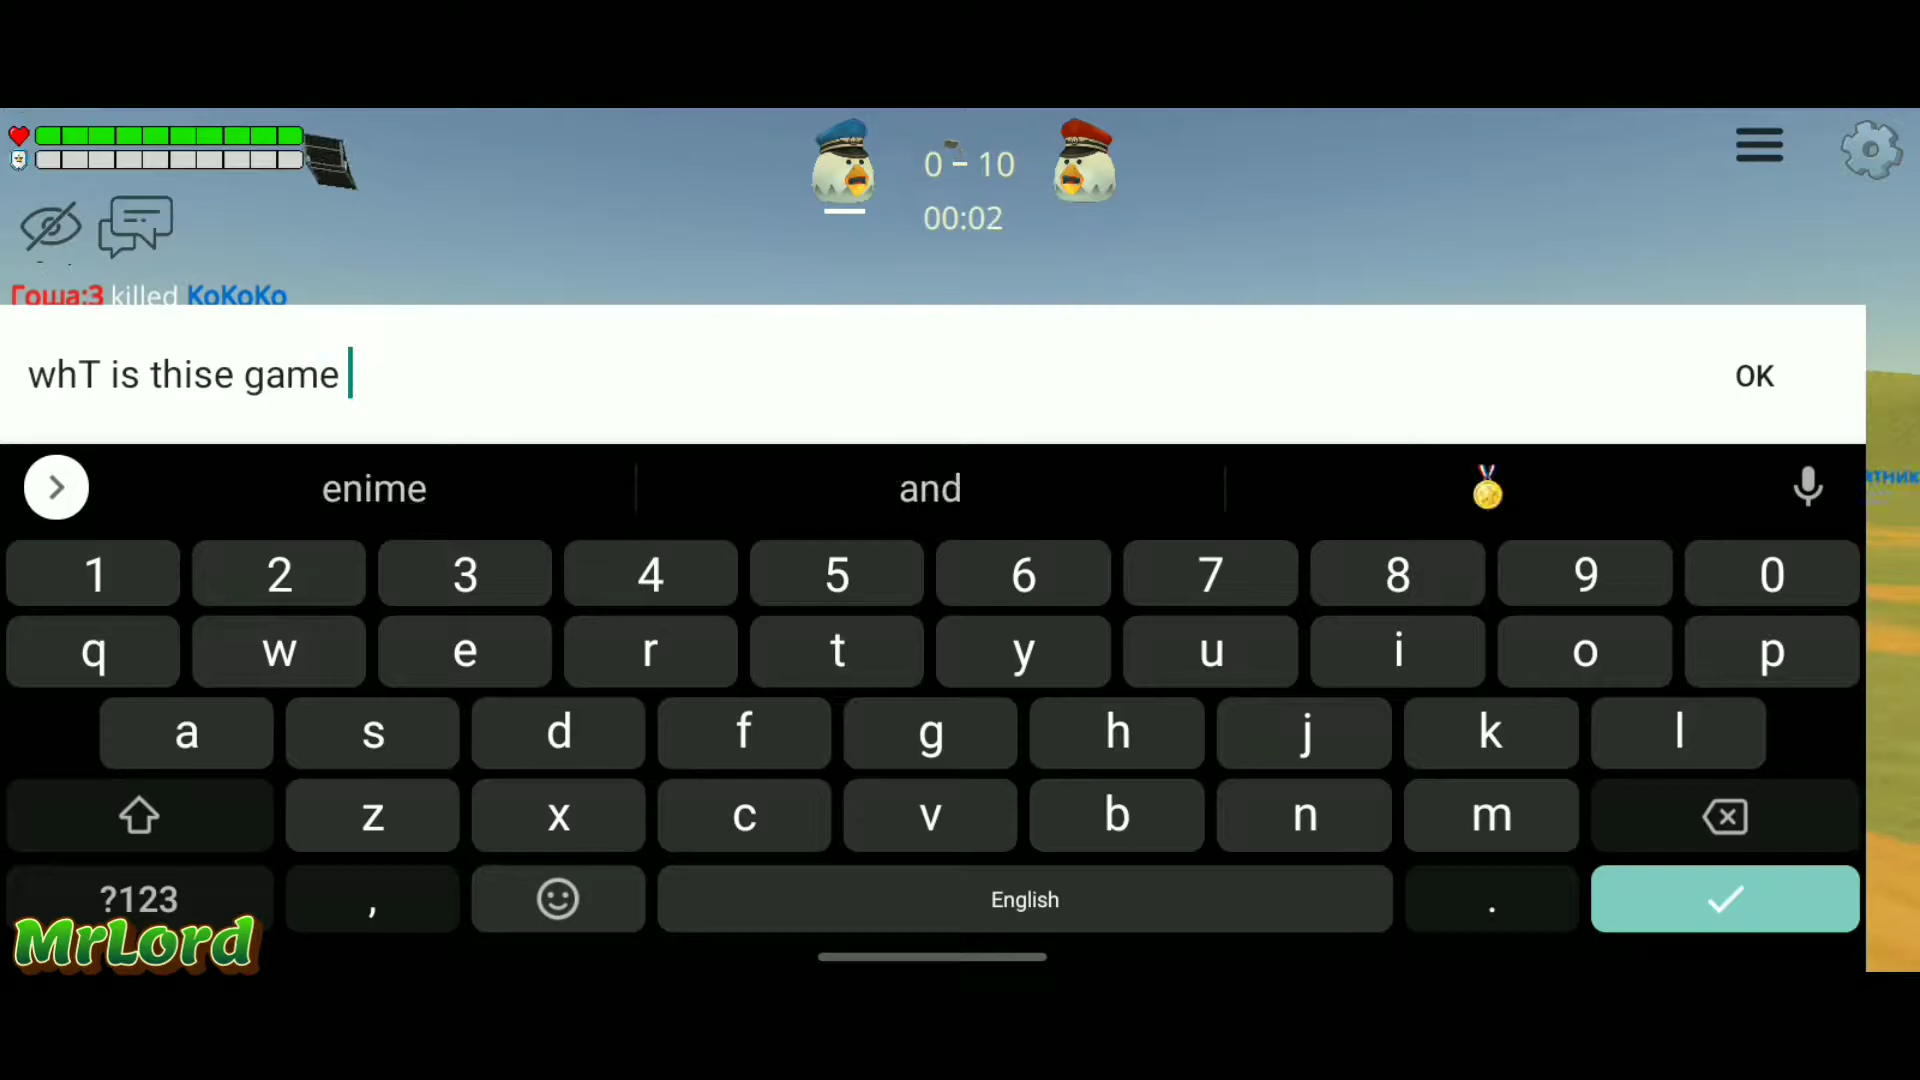 0 – 10
00:02
Гоша:3 killed KoKoKo
whT is thise game
OK
enime and
1 2 3 4 5 6 7 8 9 0
q w e r t y u i o p
a s d f g h j k l
z x c v b n m
?123 , English .
MrLord